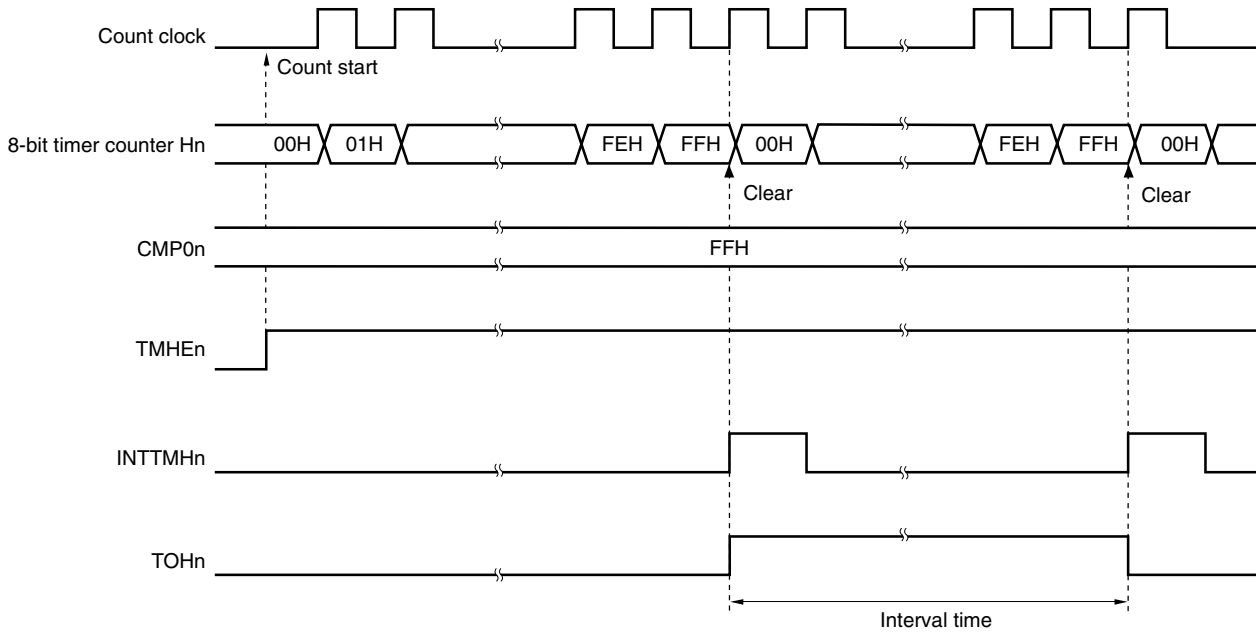 Count clock
Count start
8-bit timer counter Hn
00H 01H FEH FFH 00H FEH FFH 00H
Clear Clear
CMP0n
FFH
TMHEn
INTTMHn
TOHn
Interval time